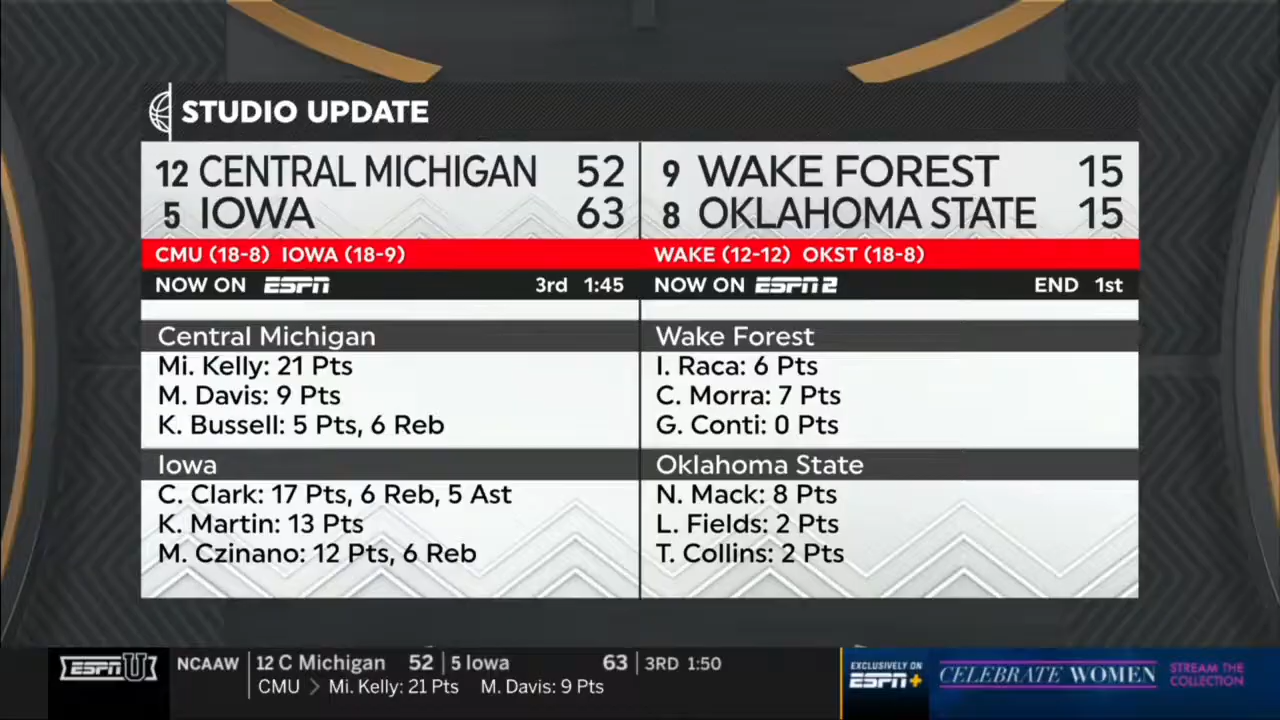 STUDIO UPDATE
12 CENTRAL MICHIGAN 52
5 IOWA 63
CMU (18-8) IOWA (18-9)
NOW ON ESPN 3rd 1:45
Central Michigan
Mi. Kelly: 21 Pts
M. Davis: 9 Pts
K. Bussell: 5 Pts, 6 Reb
Iowa
C. Clark: 17 Pts, 6 Reb, 5 Ast
K. Martin: 13 Pts
M. Czinano: 12 Pts, 6 Reb
9 WAKE FOREST 15
8 OKLAHOMA STATE 15
WAKE (12-12) OKST (18-8)
NOW ON ESPN2 END 1st
Wake Forest
I. Raca: 6 Pts
C. Morra: 7 Pts
G. Conti: 0 Pts
Oklahoma State
N. Mack: 8 Pts
L. Fields: 2 Pts
T. Collins: 2 Pts
ESPNU NCAAW 12 C Michigan 52 5 Iowa 63 3RD 1:50
CMU > Mi. Kelly: 21 Pts M. Davis: 9 Pts
EXCLUSIVELY ON
ESPN+
CELEBRATE WOMEN
STREAM THE
COLLECTION